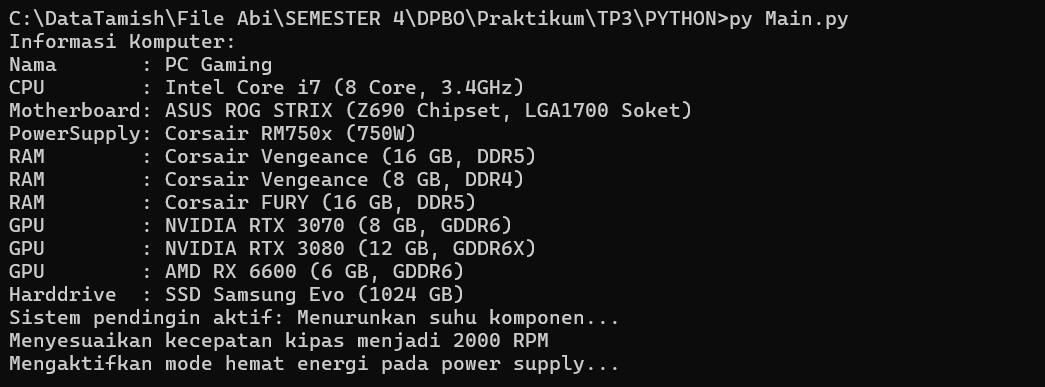 C:\DataTamish\File Abi\SEMESTER 4\DPBO\Praktikum\TP3\PYTHON>py Main.py
Informasi Komputer:
Nama       : PC Gaming
CPU        : Intel Core i7 (8 Core, 3.4GHz)
Motherboard: ASUS ROG STRIX (Z690 Chipset, LGA1700 Soket)
PowerSupply: Corsair RM750x (750W)
RAM        : Corsair Vengeance (16 GB, DDR5)
RAM        : Corsair Vengeance (8 GB, DDR4)
RAM        : Corsair FURY (16 GB, DDR5)
GPU        : NVIDIA RTX 3070 (8 GB, GDDR6)
GPU        : NVIDIA RTX 3080 (12 GB, GDDR6X)
GPU        : AMD RX 6600 (6 GB, GDDR6)
Harddrive  : SSD Samsung Evo (1024 GB)
Sistem pendingin aktif: Menurunkan suhu komponen...
Menyesuaikan kecepatan kipas menjadi 2000 RPM
Mengaktifkan mode hemat energi pada power supply...